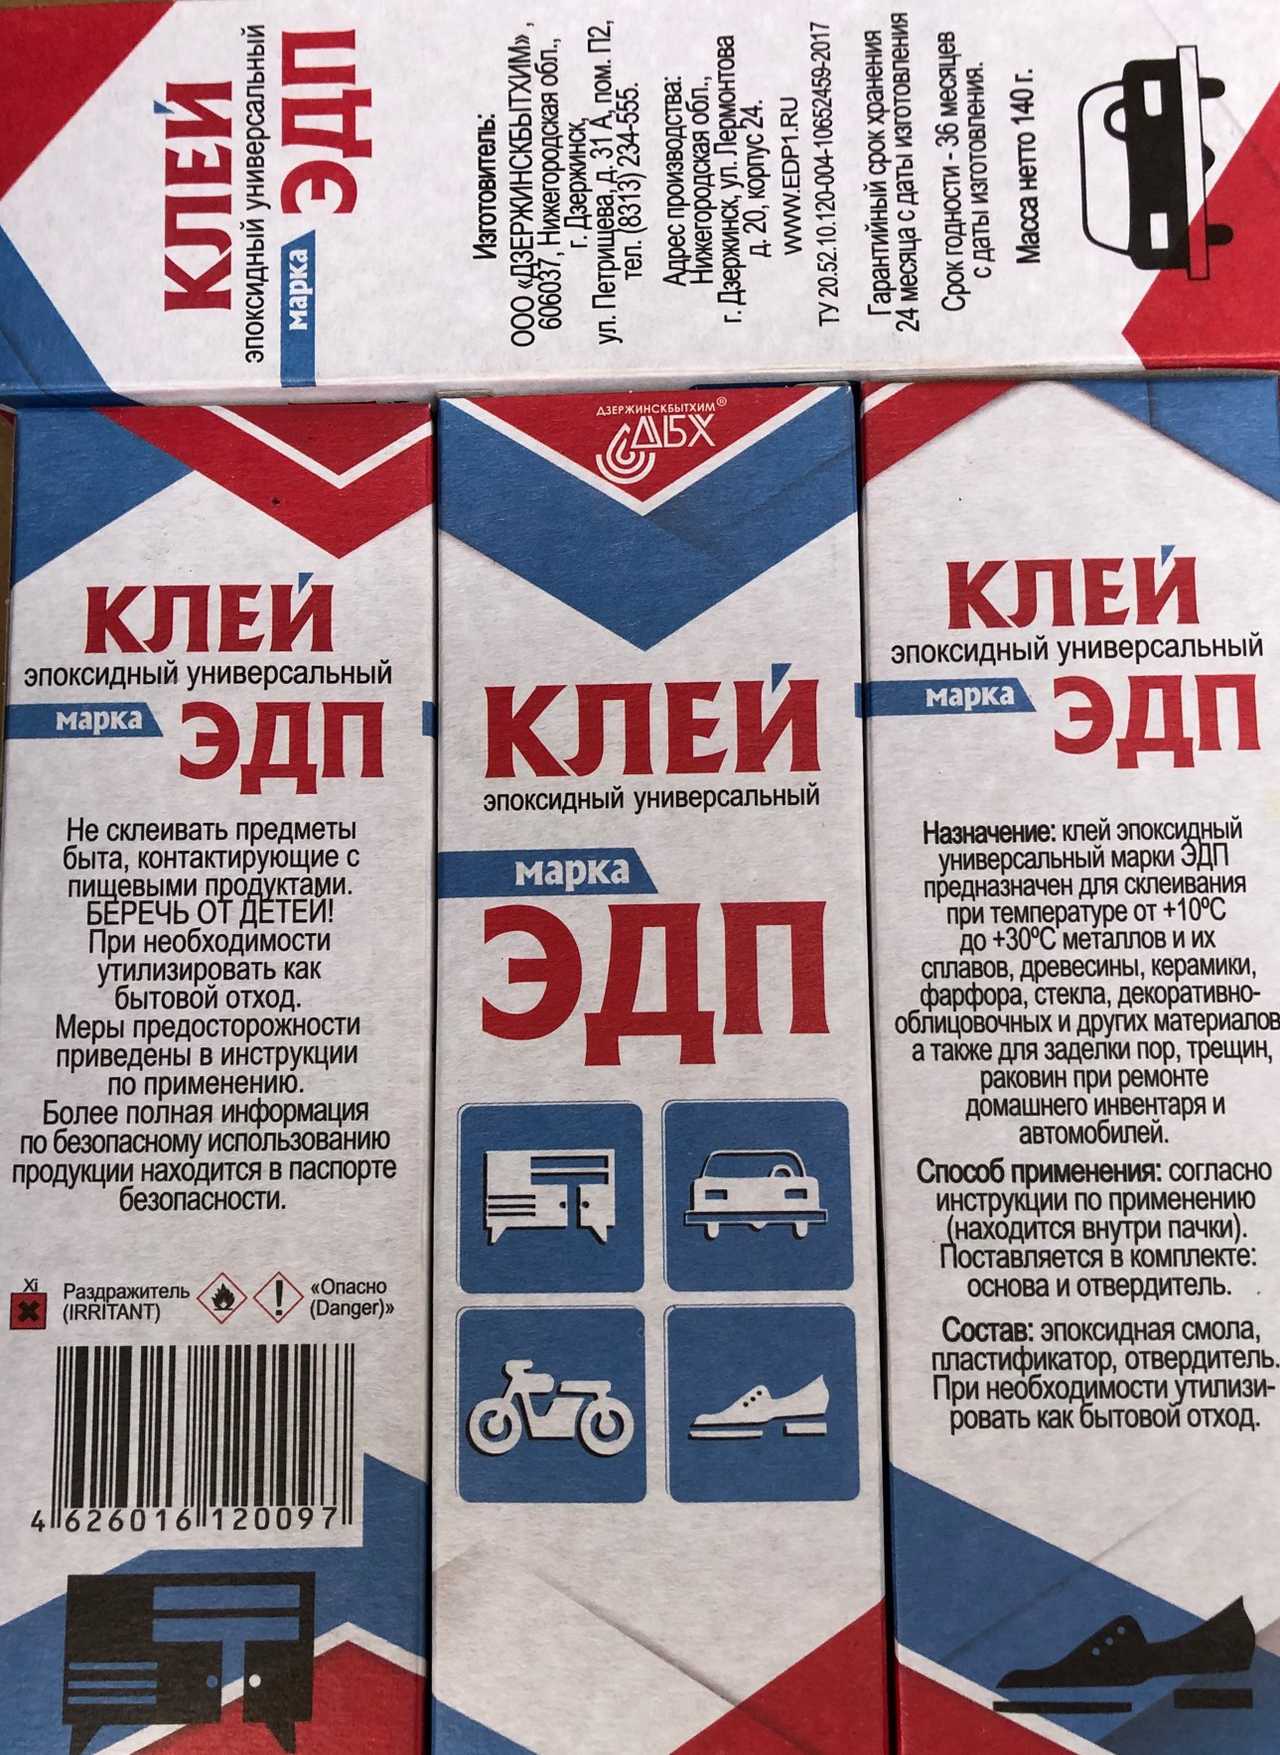 КЛЕЙ
эпоксидный универсальный
марка
ЭДП
Изготовитель:
ООО «ДЗЕРЖИНСКБЫТХИМ» ,
606037, Нижегородская обл.,
г. Дзержинск,
ул. Петрищева, д. 31 А, пом. П2,
тел. (8313) 234-555.
Адрес производства:
Нижегородская обл.,
г. Дзержинск, ул. Лермонтова
д. 20, корпус 24.
WWW.EDP1.RU
ТУ 20.52.10.120-004-10652459-2017
Гарантийный срок хранения
24 месяца с даты изготовления
Срок годности - 36 месяцев
с даты изготовления.
Масса нетто 140 г.
КЛЕЙ
эпоксидный универсальный
марка
ЭДП
Не склеивать предметы
быта, контактирующие с
пищевыми продуктами.
БЕРЕЧЬ ОТ ДЕТЕЙ!
При необходимости
утилизировать как
бытовой отход.
Меры предосторожности
приведены в инструкции
по применению.
Более полная информация
по безопасному использованию
продукции находится в паспорте
безопасности.
Xi
Раздражитель
(IRRITANT)
«Опасно
(Danger)»
4 626016 120097
ДЗЕРЖИНСКБЫТХИМ®
ДБХ
КЛЕЙ
эпоксидный универсальный
марка
ЭДП
КЛЕЙ
эпоксидный универсальный
марка
ЭДП
Назначение: клей эпоксидный
универсальный марки ЭДП
предназначен для склеивания
при температуре от +10ºС
до +30ºС металлов и их
сплавов, древесины, керамики,
фарфора, стекла, декоративно-
облицовочных и других материалов
а также для заделки пор, трещин,
раковин при ремонте
домашнего инвентаря и
автомобилей.
Способ применения: согласно
инструкции по применению
(находится внутри пачки).
Поставляется в комплекте:
основа и отвердитель.
Состав: эпоксидная смола,
пластификатор, отвердитель.
При необходимости утилизи-
ровать как бытовой отход.